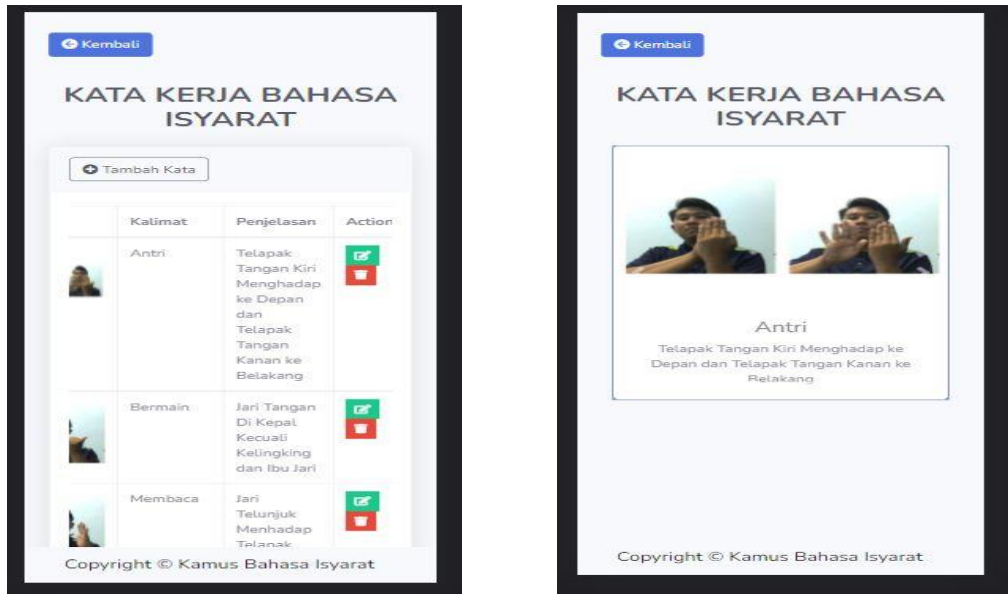 Kembali
KATA KERJA BAHASA
ISYARAT
Tambah Kata
Kalimat Penjelasan Action
Antri
Telapak
Tangan Kiri
Menghadap
ke Depan
dan
Telapak
Tangan
Kanan ke
Belakang
Bermain
Jari Tangan
Di Kepal
Kecuali
Kelingking
dan Ibu Jari
Membaca
Jari
Telunjuk
Menhadap
Telapak
Copyright © Kamus Bahasa Isyarat
Kembali
KATA KERJA BAHASA
ISYARAT
Antri
Telapak Tangan Kiri Menghadap ke
Depan dan Telapak Tangan Kanan ke
Belakang
Copyright © Kamus Bahasa Isyarat